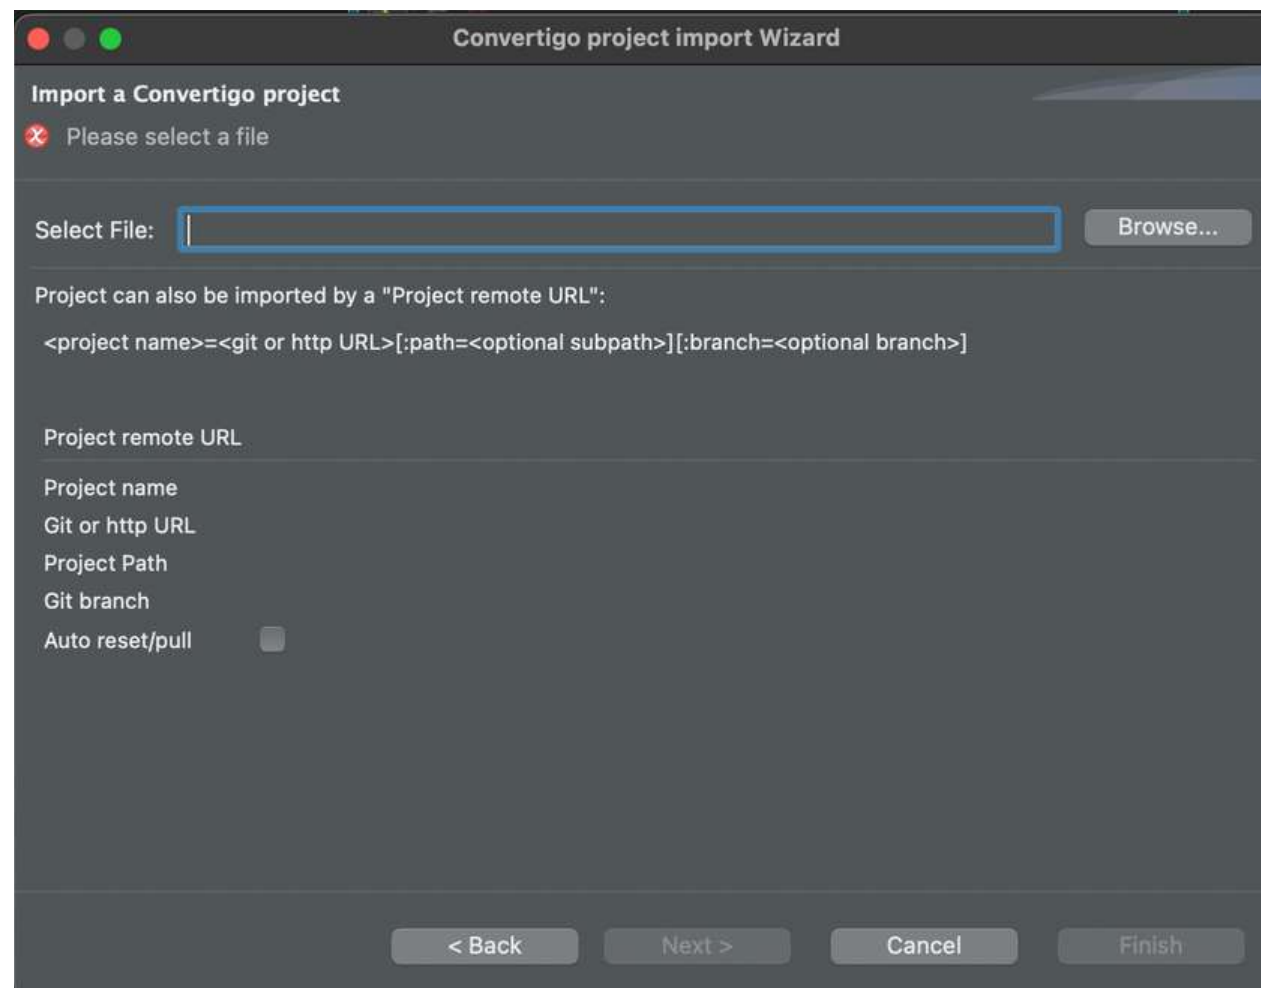 Convertigo project import Wizard
Import a Convertigo project
Please select a file
Select File: Browse...
Project can also be imported by a "Project remote URL":
<project name>=<git or http URL>[:path=<optional subpath>][:branch=<optional branch>]
Project remote URL
Project name
Git or http URL
Project Path
Git branch
Auto reset/pull
< Back Next > Cancel Finish